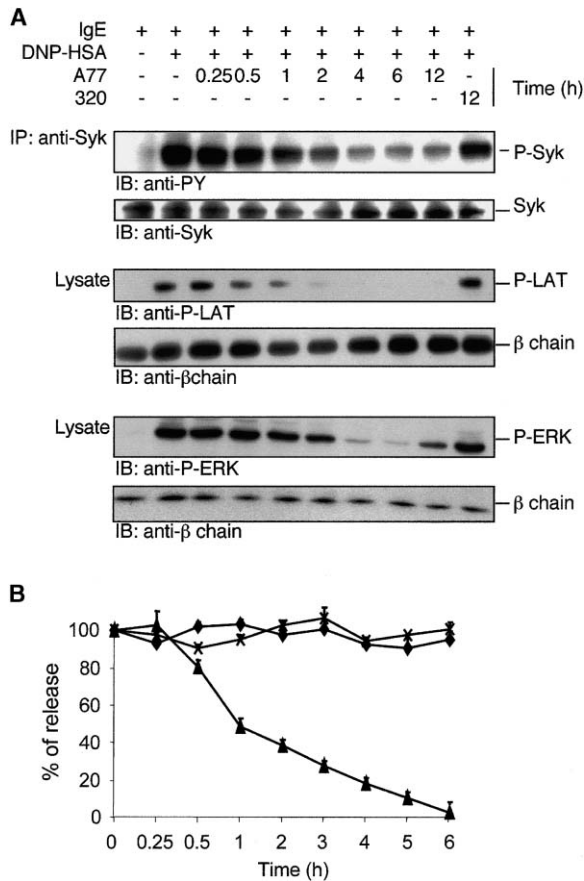 A
IgE + + + + + + + + + +
DNP-HSA - + + + + + + + + +
A77 - - 0.25 0.5 1 2 4 6 12 -
320 - - - - - - - - - 12
Time (h)
IP: anti-Syk
P-Syk
IB: anti-PY
Syk
IB: anti-Syk
Lysate
P-LAT
IB: anti-P-LAT
β chain
IB: anti-βchain
Lysate
P-ERK
IB: anti-P-ERK
β chain
IB: anti-β chain
B
% of release
100
80
60
40
20
0
0 0.25 0.5 1 2 3 4 5 6
Time (h)